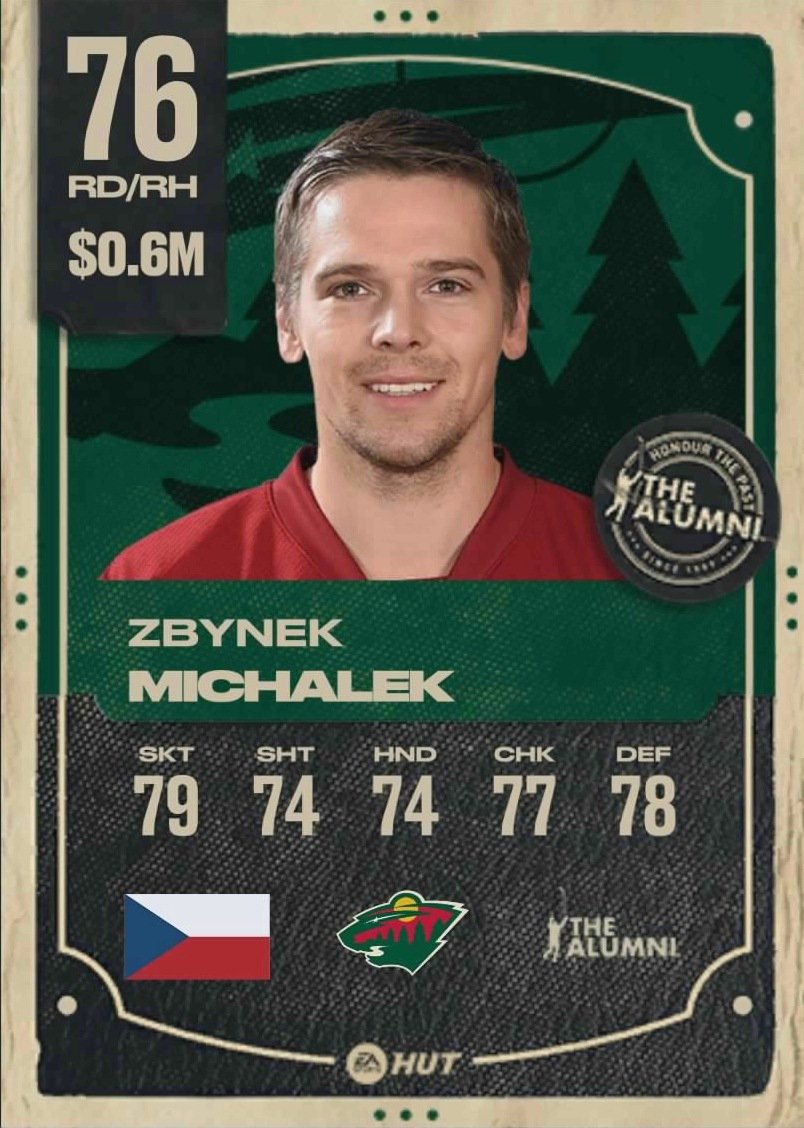 76
RD/RH
$0.6M
HONOUR THE PAST
THE
ALUMNI
ZBYNEK
MICHALEK
SKT SHT HND CHK DEF
79 74 74 77 78
THE
ALUMNI
EA SPORTS HUT